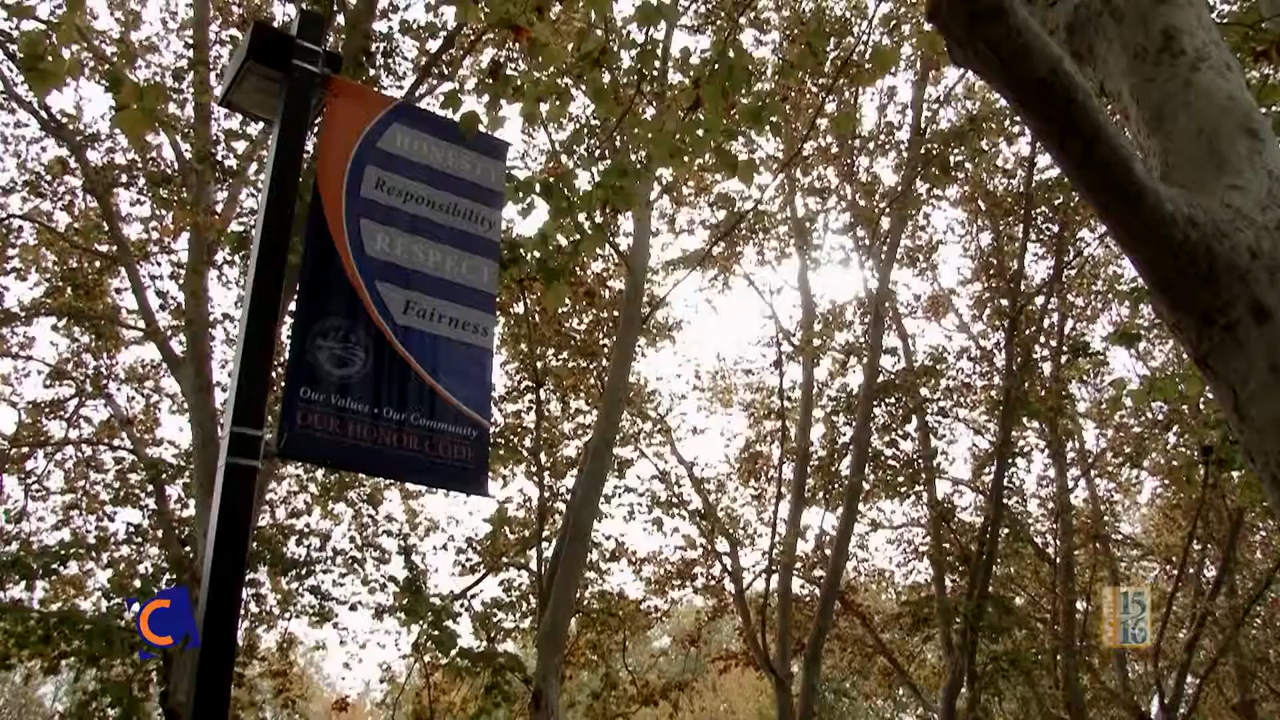 HONESTY
Responsibility
RESPECT
Fairness
Our Values • Our Community
OUR HONOR CODE
C
15
16